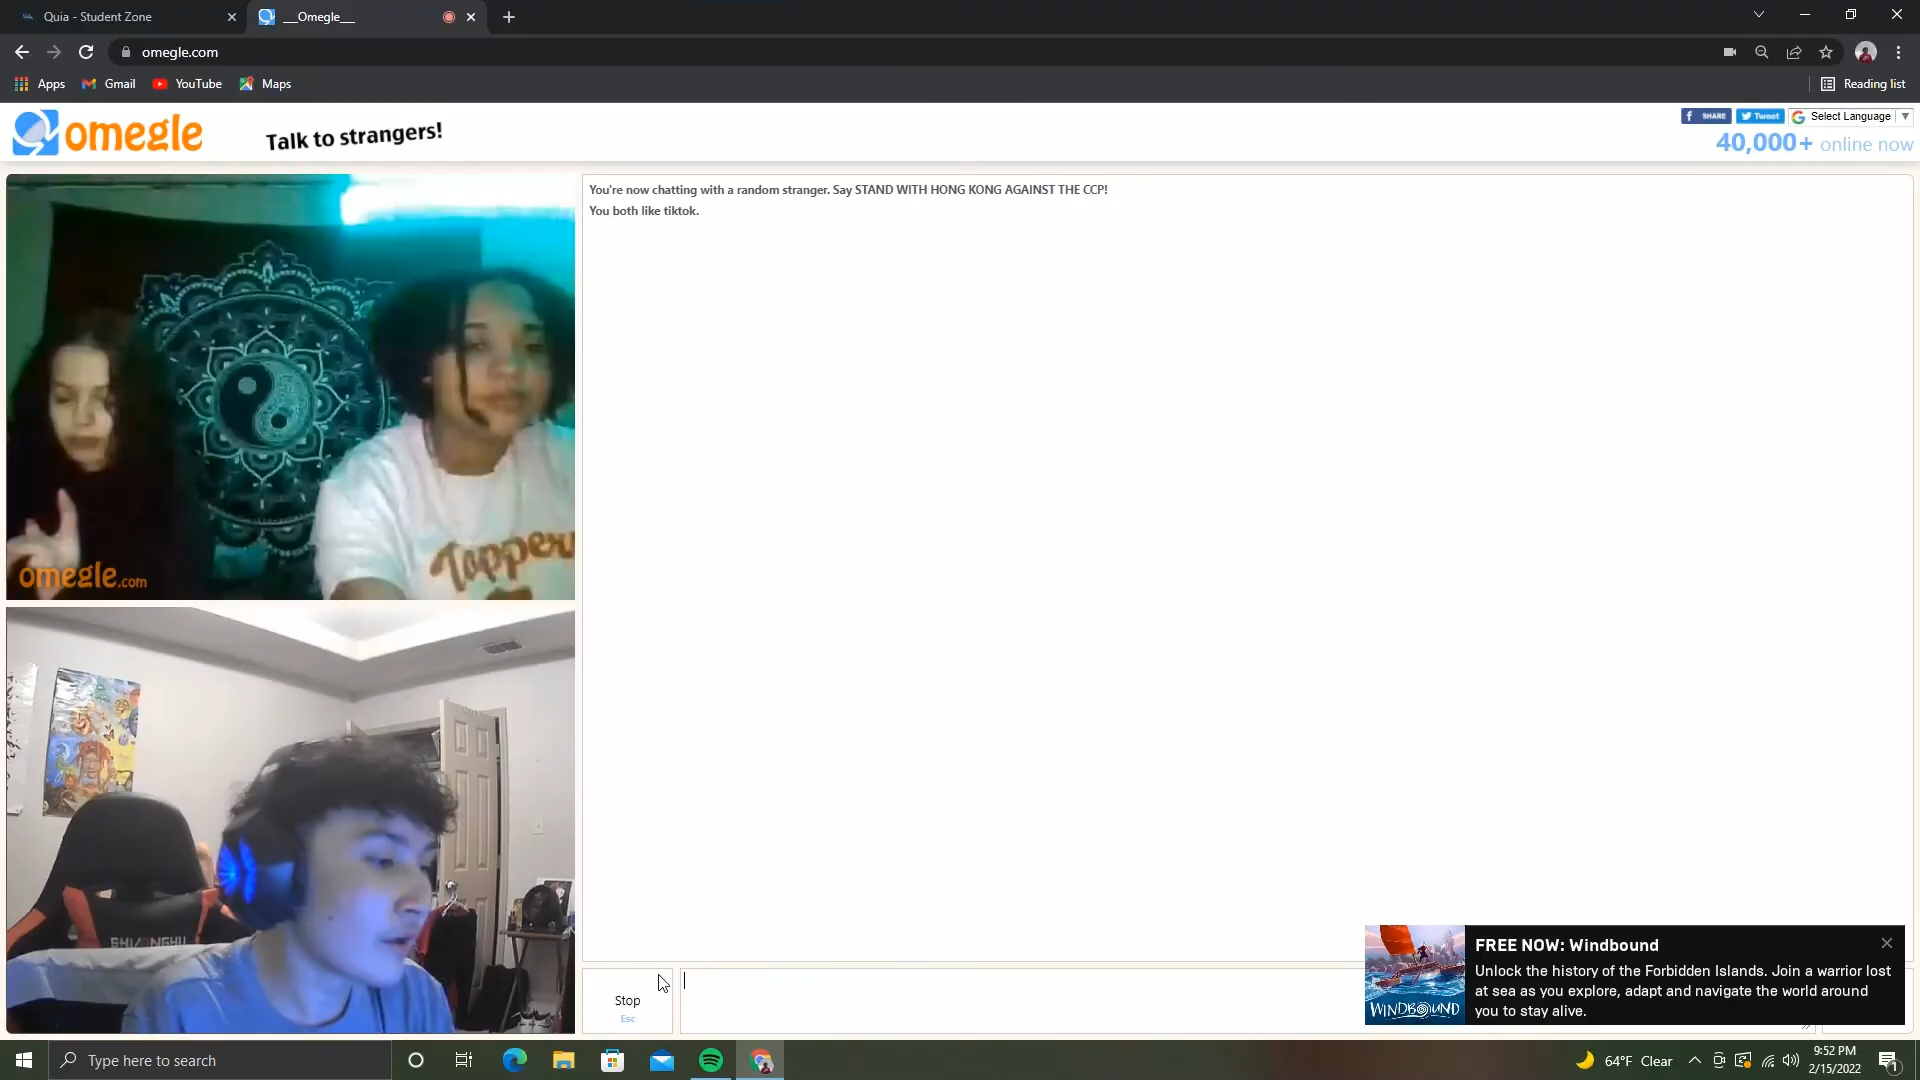 Quia - Student Zone
__Omegle__
omegle.com
Apps
Gmail
YouTube
Maps
Reading list
omegle
Talk to strangers!
SHARE
Tweet
Select Language
40,000+ online now
You're now chatting with a random stranger. Say STAND WITH HONG KONG AGAINST THE CCP!
You both like tiktok.
Toppers
omegle.com
Stop
Esc
WINDBOUND
FREE NOW: Windbound
Unlock the history of the Forbidden Islands. Join a warrior lost
at sea as you explore, adapt and navigate the world around
you to stay alive.
Type here to search
64°F Clear
9:52 PM
2/15/2022
1